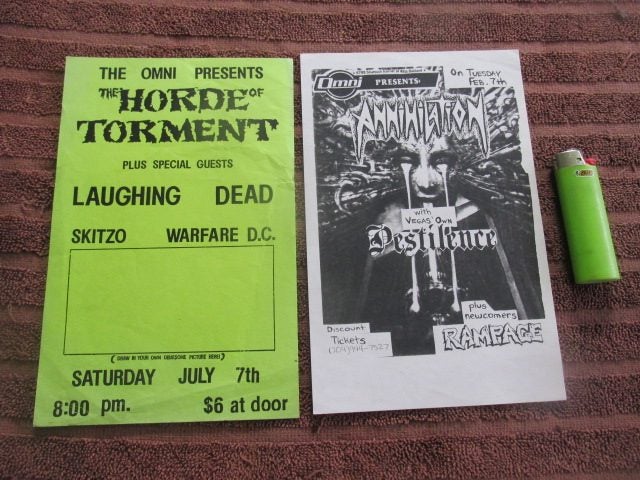 THE OMNI PRESENTS
THE HORDE OF
TORMENT
PLUS SPECIAL GUESTS
LAUGHING DEAD
SKITZO WARFARE D.C.
(DRAW IN YOUR OWN GRUESOME PICTURE HERE!)
SATURDAY JULY 7th
8:00 pm.
$6 at door
Omni
PRESENTS:
On TUESDAY
FEB. 7th
ANNIHILATION
with
VEGAS' OWN
Pestilence
plus
newcomers
RAMPAGE
Discount
Tickets
BIC